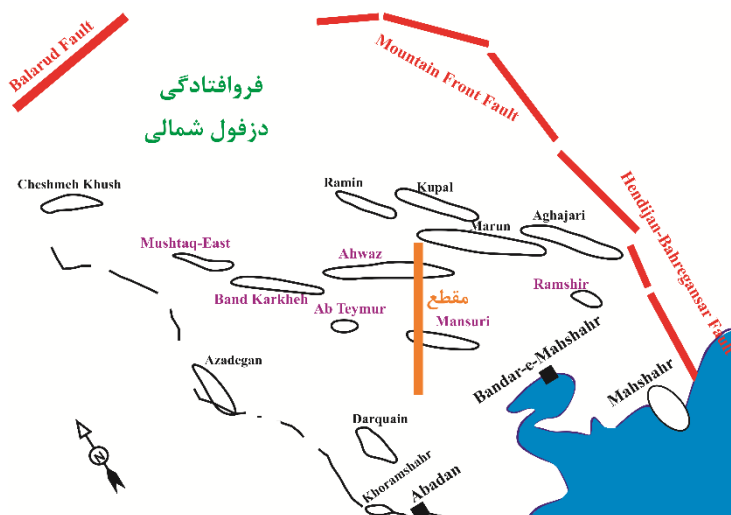 Balarud Fault
Mountain Front Fault
فروافتادگی
دزفول شمالی
Hendijan-Bahregansar Fault
Cheshmeh Khush
Ramin
Kupal
Marun
Aghajari
Mushtaq-East
Ahwaz
Band Karkheh
Ab Teymur
مقطع
Ramshir
Mansuri
Azadegan
Bandar-e-Mahshahr
Mahshahr
Darquain
Khoramshahr
Abadan
N